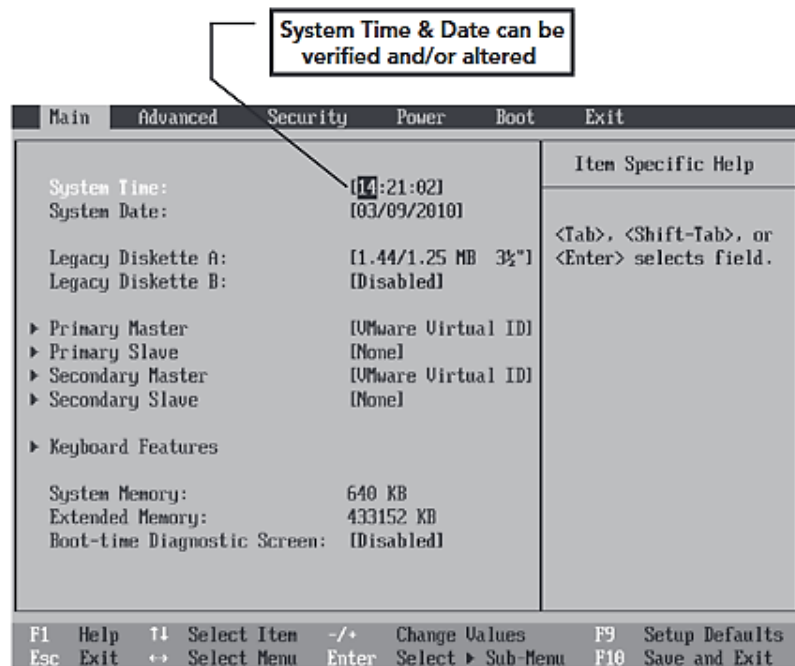 System Time & Date can be
verified and/or altered
Main Advanced Security Power Boot Exit
Item Specific Help
System Time: [14:21:02]
System Date: [03/09/2010]
<Tab>, <Shift-Tab>, or
<Enter> selects field.
Legacy Diskette A: [1.44/1.25 MB 3½"]
Legacy Diskette B: [Disabled]
▶ Primary Master [VMware Virtual ID]
▶ Primary Slave [None]
▶ Secondary Master [VMware Virtual ID]
▶ Secondary Slave [None]
▶ Keyboard Features
System Memory: 640 KB
Extended Memory: 433152 KB
Boot-time Diagnostic Screen: [Disabled]
F1 Help ↑↓ Select Item -/+ Change Values F9 Setup Defaults
Esc Exit ↔ Select Menu Enter Select ▶ Sub-Menu F10 Save and Exit